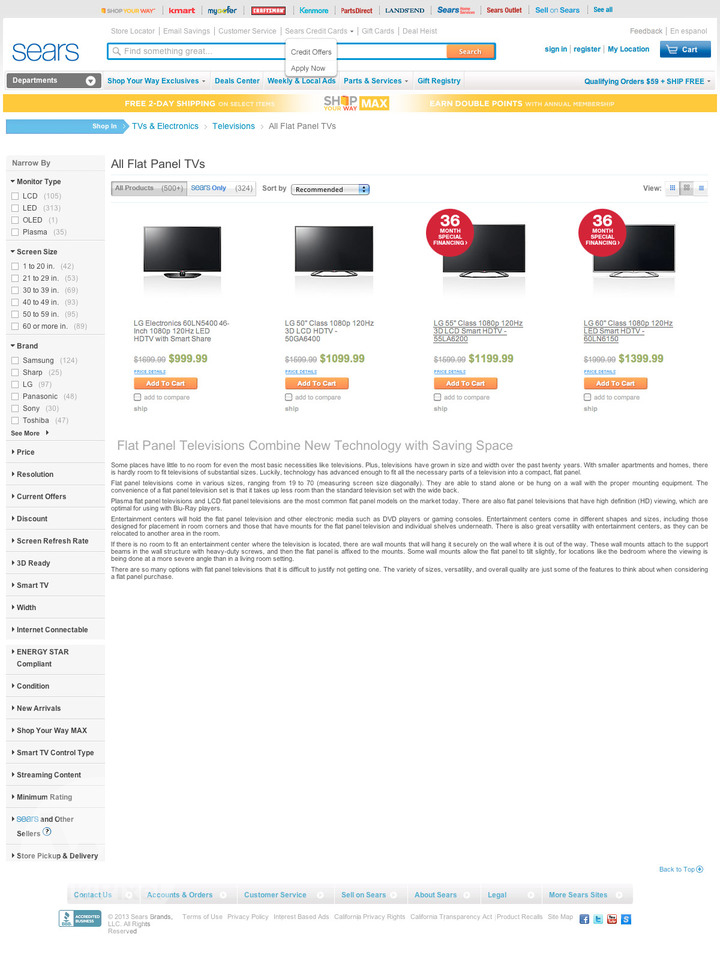 SHOP YOUR WAY
kmart
mygofer
CRAFTSMAN
Kenmore
PartsDirect
LANDS'END
Sears Home Services
Sears Outlet
Sell on Sears
See all
Store Locator | Email Savings | Customer Service | Sears Credit Cards | Gift Cards | Deal Heist
Feedback | En espanol
sears
Find something great...
Search
Credit Offers
Apply Now
sign in | register | My Location
Cart
Departments
Shop Your Way Exclusives
Deals Center
Weekly & Local Ads
Parts & Services
Gift Registry
Qualifying Orders $59 + SHIP FREE
FREE 2-DAY SHIPPING ON SELECT ITEMS
SHOP YOUR WAY MAX
EARN DOUBLE POINTS WITH ANNUAL MEMBERSHIP
Shop In
TVs & Electronics › Televisions › All Flat Panel TVs
Narrow By
Monitor Type
LCD (105)
LED (313)
OLED (1)
Plasma (35)
Screen Size
1 to 20 in. (42)
21 to 29 in. (53)
30 to 39 in. (69)
40 to 49 in. (93)
50 to 59 in. (95)
60 or more in. (89)
Brand
Samsung (124)
Sharp (25)
LG (97)
Panasonic (48)
Sony (30)
Toshiba (47)
See More
Price
Resolution
Current Offers
Discount
Screen Refresh Rate
3D Ready
Smart TV
Width
Internet Connectable
ENERGY STAR
Compliant
Condition
New Arrivals
Shop Your Way MAX
Smart TV Control Type
Streaming Content
Minimum Rating
sears and Other
Sellers ?
Store Pickup & Delivery
All Flat Panel TVs
All Products (500+)
sears Only (324)
Sort by
Recommended
View:
36
MONTH
SPECIAL
FINANCING ›
36
MONTH
SPECIAL
FINANCING ›
LG Electronics 60LN5400 46-
Inch 1080p 120Hz LED
HDTV with Smart Share
$1699.99 $999.99
PRICE DETAILS
Add To Cart
add to compare
ship
LG 50" Class 1080p 120Hz
3D LCD HDTV -
50GA6400
$1599.99 $1099.99
PRICE DETAILS
Add To Cart
add to compare
ship
LG 55" Class 1080p 120Hz
3D LCD Smart HDTV -
55LA6200
$1699.99 $1199.99
PRICE DETAILS
Add To Cart
add to compare
ship
LG 60" Class 1080p 120Hz
LED Smart HDTV -
60LN6150
$1999.99 $1399.99
PRICE DETAILS
Add To Cart
add to compare
ship
Flat Panel Televisions Combine New Technology with Saving Space
Some places have little to no room for even the most basic necessities like televisions. Plus, televisions have grown in size and width over the past twenty years. With smaller apartments and homes, there
is hardly room to fit televisions of substantial sizes. Luckily, technology has advanced enough to fit all the necessary parts of a television into a compact, flat panel.
Flat panel televisions come in various sizes, ranging from 19 to 70 (measuring screen size diagonally). They are able to stand alone or be hung on a wall with the proper mounting equipment. The
convenience of a flat panel television set is that it takes up less room than the standard television set with the wide back.
Plasma flat panel televisions and LCD flat panel televisions are the most common flat panel models on the market today. There are also flat panel televisions that have high definition (HD) viewing, which are
optimal for using with Blu-Ray players.
Entertainment centers will hold the flat panel television and other electronic media such as DVD players or gaming consoles. Entertainment centers come in different shapes and sizes, including those
designed for placement in room corners and those that have mounts for the flat panel television and individual shelves underneath. There is also great versatility with entertainment centers, as they can be
relocated to another area in the room.
If there is no room to fit an entertainment center where the television is located, there are wall mounts that will hang it securely on the wall where it is out of the way. These wall mounts attach to the support
beams in the wall structure with heavy-duty screws, and then the flat panel is affixed to the mounts. Some wall mounts allow the flat panel to tilt slightly, for locations like the bedroom where the viewing is
being done at a more severe angle than in a living room setting.
There are so many options with flat panel televisions that it is difficult to justify not getting one. The variety of sizes, versatility, and overall quality are just some of the features to think about when considering
a flat panel purchase.
Back to Top
Contact Us
Accounts & Orders
Customer Service
Sell on Sears
About Sears
Legal
More Sears Sites
BBB
ACCREDITED
BUSINESS
© 2013 Sears Brands,
LLC. All Rights
Reserved
Terms of Use Privacy Policy Interest Based Ads California Privacy Rights California Transparency Act Product Recalls Site Map